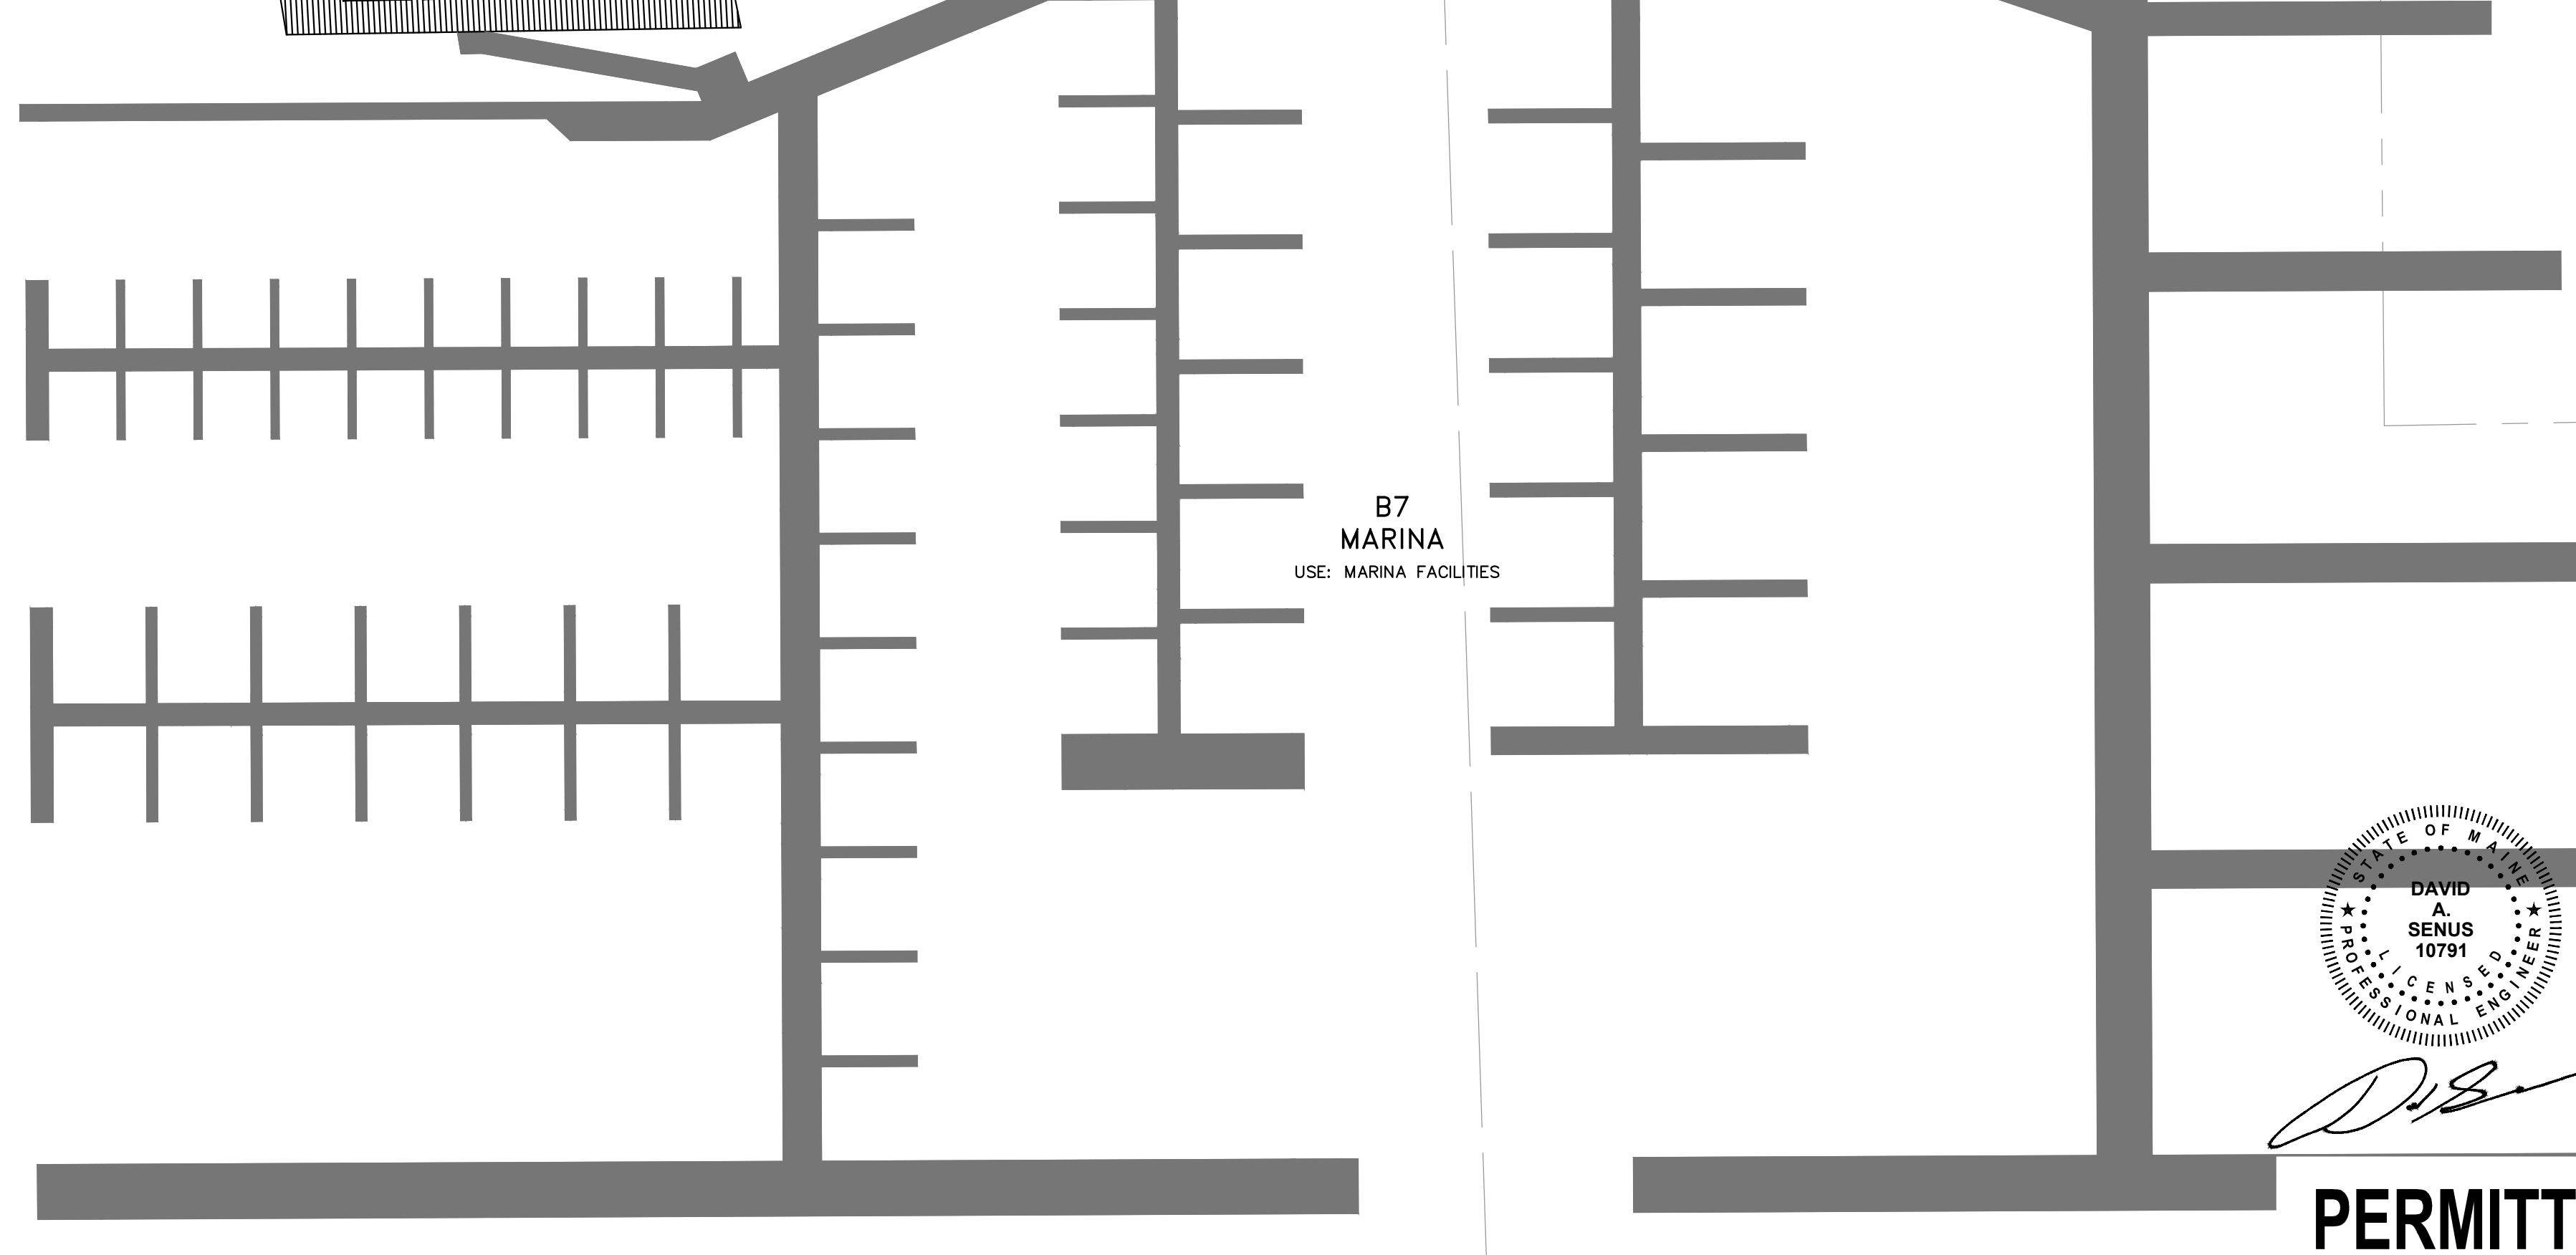 B7
MARINA
USE: MARINA FACILITIES
STATE OF MAINE
DAVID
A.
SENUS
10791
LICENSED
PROFESSIONAL ENGINEER
PERMITT